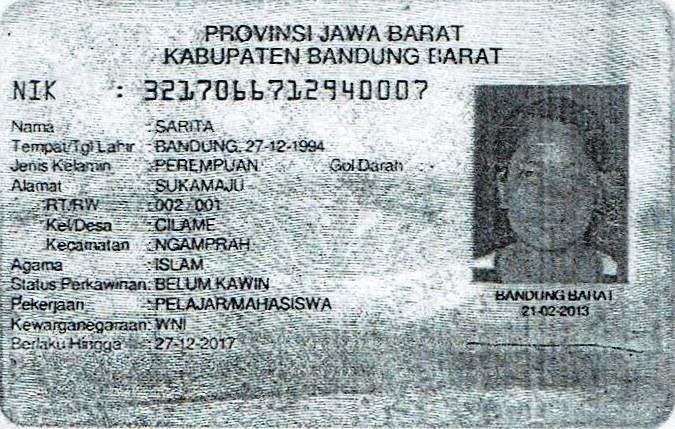 PROVINSI JAWA BARAT
KABUPATEN BANDUNG BARAT
NIK : 3217066712940007
Nama : SARITA
Tempat/Tgl Lahir : BANDUNG, 27-12-1994
Jenis Kelamin : PEREMPUAN Gol Darah : -
Alamat : SUKAMAJU
RT/RW : 002 / 001
Kel/Desa : CILAME
Kecamatan : NGAMPRAH
Agama : ISLAM
Status Perkawinan: BELUM KAWIN
Pekerjaan : PELAJAR/MAHASISWA
Kewarganegaraan: WNI
Berlaku Hingga : 27-12-2017
BANDUNG BARAT
21-02-2013